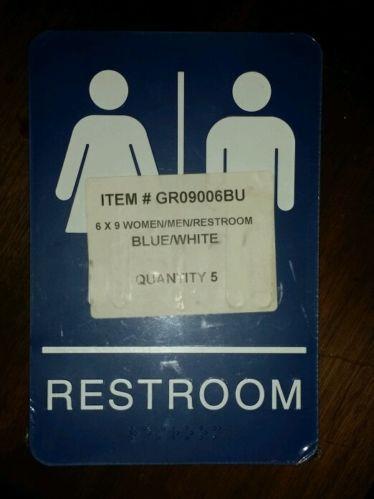 ITEM # GR09006BU
6 X 9 WOMEN/MEN/RESTROOM
BLUE/WHITE
QUANTITY 5
RESTROOM